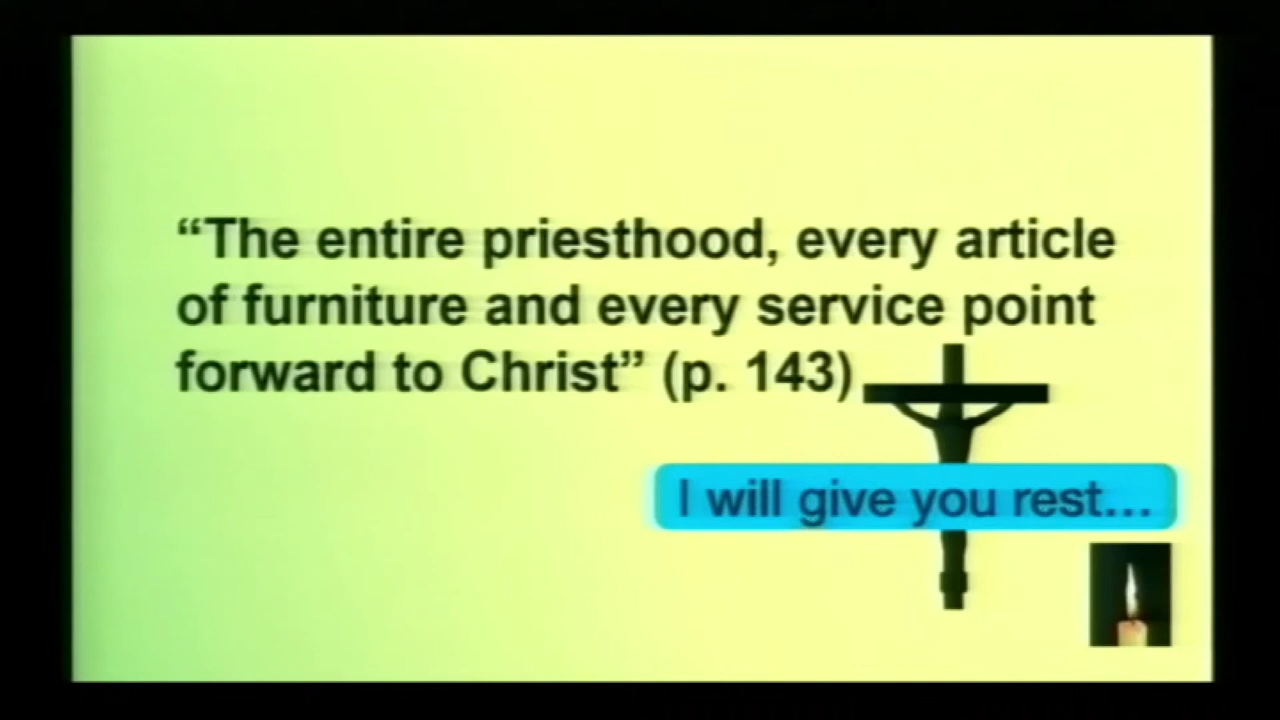 “The entire priesthood, every article
of furniture and every service point
forward to Christ” (p. 143)
I will give you rest...